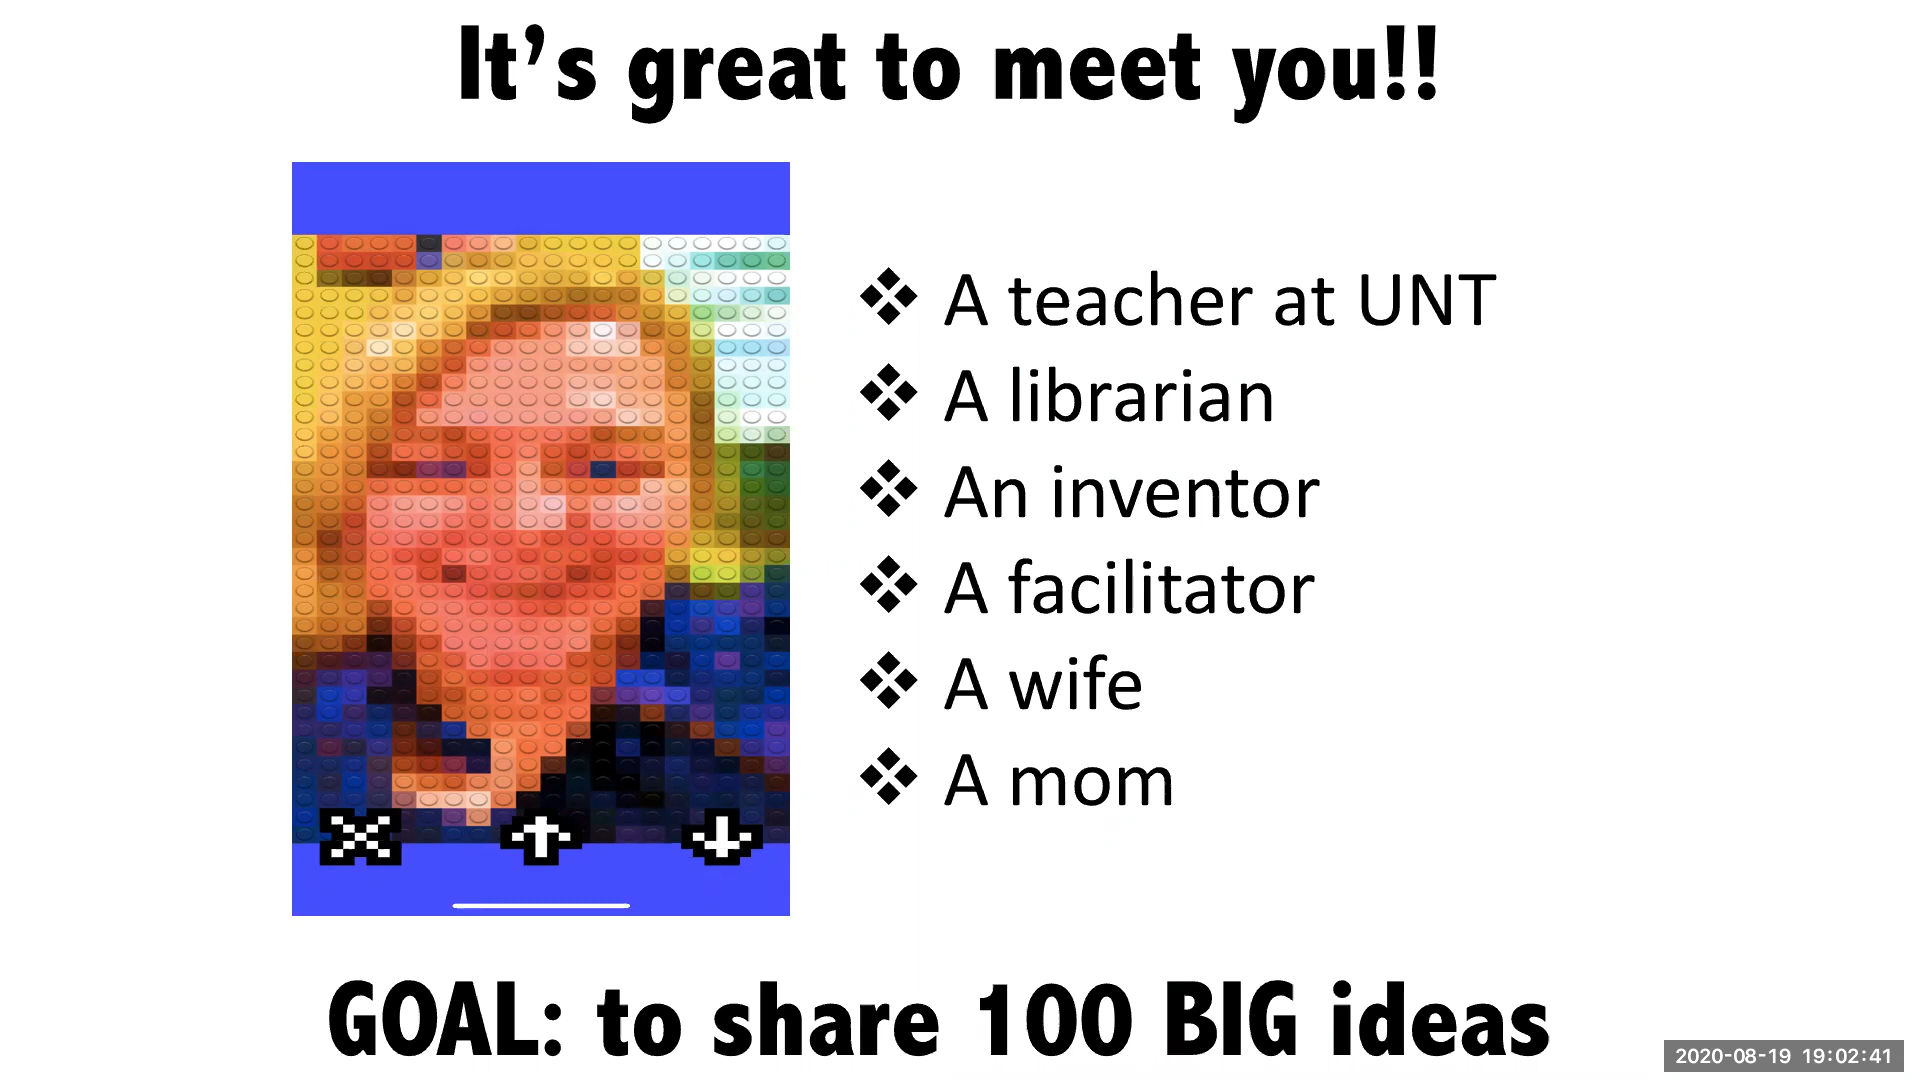 It’s great to meet you!!
A teacher at UNT
A librarian
An inventor
A facilitator
A wife
A mom
GOAL: to share 100 BIG ideas
2020-08-19 19:02:41